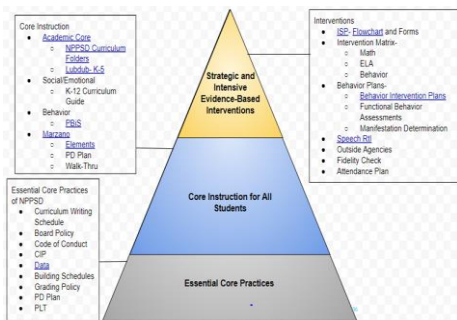 Core Instruction
● Academic Core
○ NPPSD Curriculum
Folders
○ Lubdub- K-5
● Social/Emotional
○ K-12 Curriculum
Guide
● Behavior
○ PBiS
● Marzano
○ Elements
○ PD Plan
○ Walk-Thru
Essential Core Practices
of NPPSD
● Curriculum Writing
Schedule
● Board Policy
● Code of Conduct
● CIP
● Data
● Building Schedules
● Grading Policy
● PD Plan
● PLT
Strategic and
Intensive
Evidence-Based
Interventions
Core Instruction for All
Students
Essential Core Practices
Interventions
● ISP- Flowchart and Forms
● Intervention Matrix-
○ Math
○ ELA
○ Behavior
● Behavior Plans-
○ Behavior Intervention Plans
○ Functional Behavior
Assessments
○ Manifestation Determination
● Speech RtI
● Outside Agencies
● Fidelity Check
● Attendance Plan